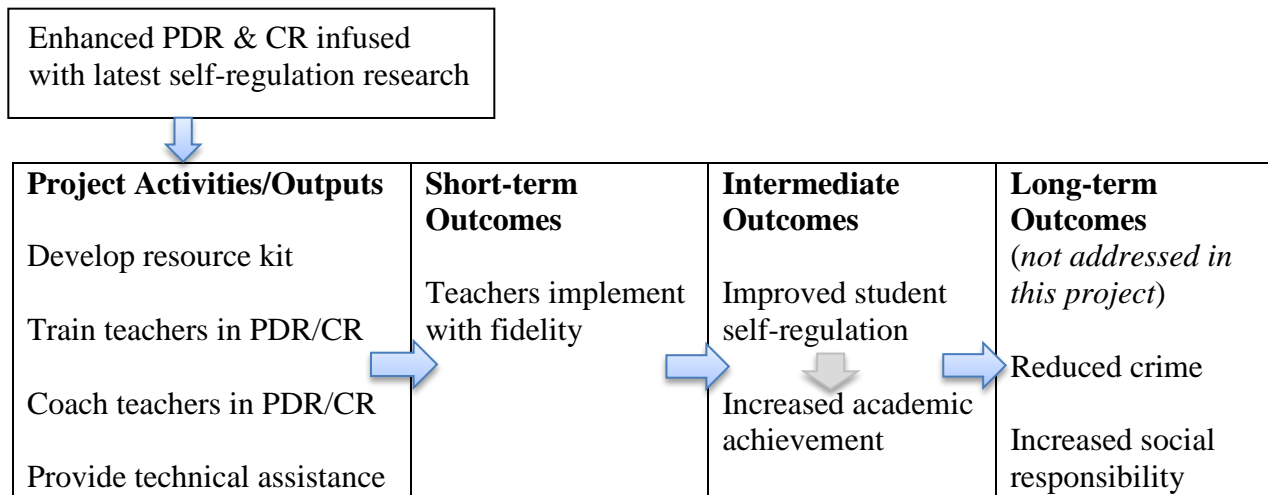 Enhanced PDR & CR infused
with latest self-regulation research
Project Activities/Outputs
Develop resource kit
Train teachers in PDR/CR
Coach teachers in PDR/CR
Provide technical assistance
Short-term
Outcomes
Teachers implement
with fidelity
Intermediate
Outcomes
Improved student
self-regulation
Increased academic
achievement
Long-term
Outcomes
(not addressed in
this project)
Reduced crime
Increased social
responsibility